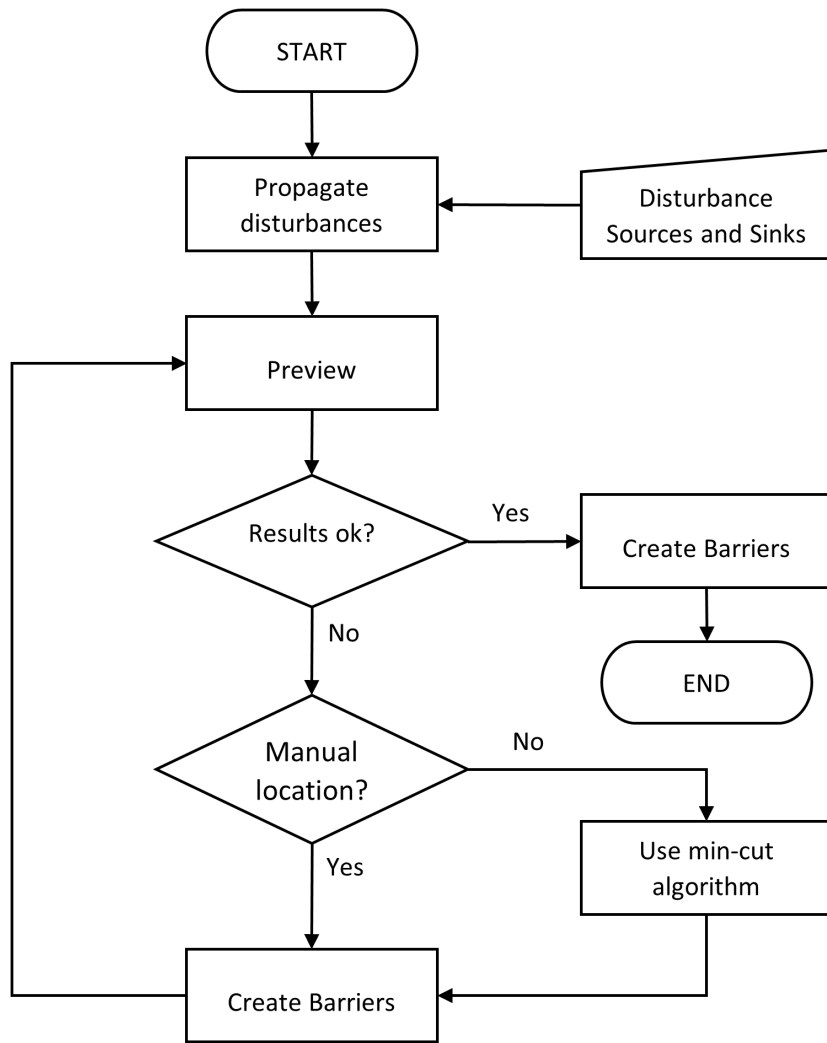 START
Propagate
disturbances
Disturbance
Sources and Sinks
Preview
Results ok?
Yes
Create Barriers
No
END
Manual
location?
No
Use min-cut
algorithm
Yes
Create Barriers